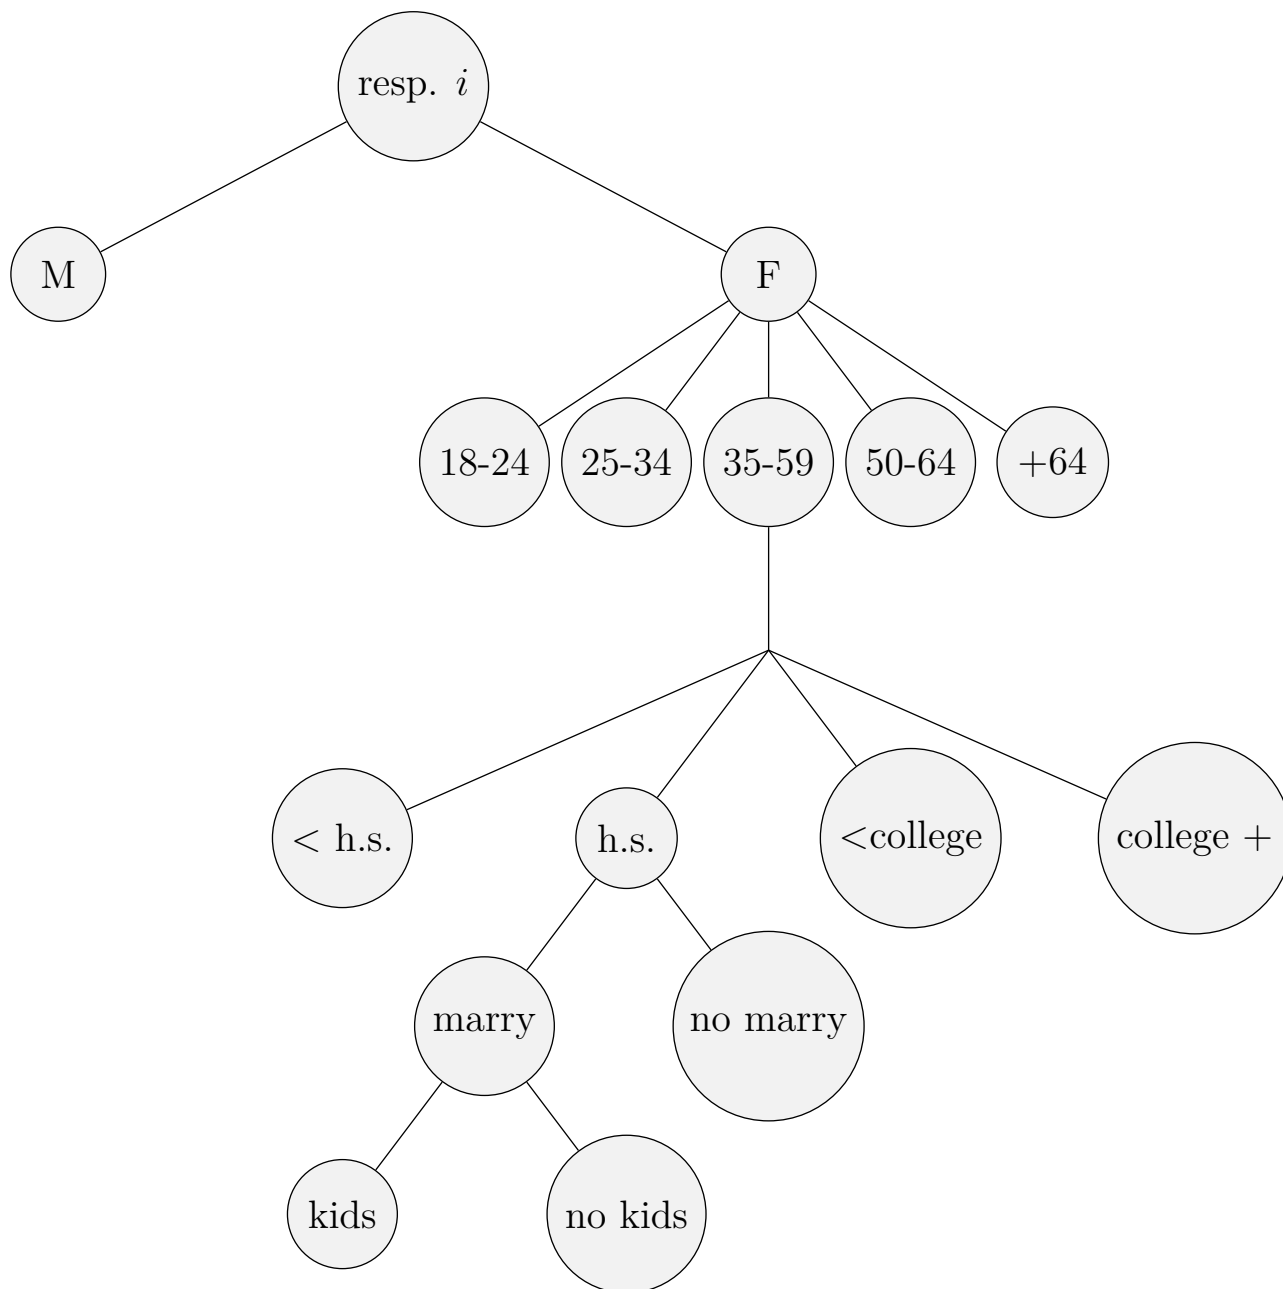 resp. i
M
F
18-24
25-34
35-59
50-64
+64
< h.s.
h.s.
<college
college +
marry
no marry
kids
no kids